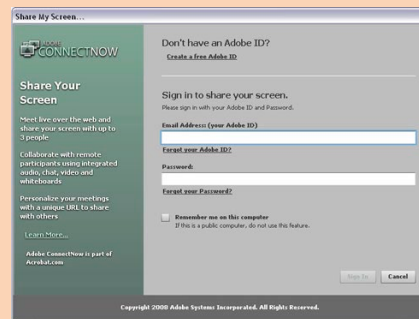 Share My Screen...
ADOBE
CONNECTNOW
Share Your
Screen
Meet live over the web and
share your screen with up to
3 people
Collaborate with remote
participants using integrated
audio, chat, video and
whiteboards
Personalize your meetings
with a unique URL to share
with others
Learn More...
Adobe ConnectNow is part of
Acrobat.com
Don't have an Adobe ID?
Create a free Adobe ID
Sign in to share your screen.
Please sign in with your Adobe ID and Password.
Email Address: (your Adobe ID)
Forgot your Adobe ID?
Password:
Forgot your Password?
Remember me on this computer
If this is a public computer, do not use this feature.
Sign In
Cancel
Copyright 2008 Adobe Systems Incorporated. All Rights Reserved.